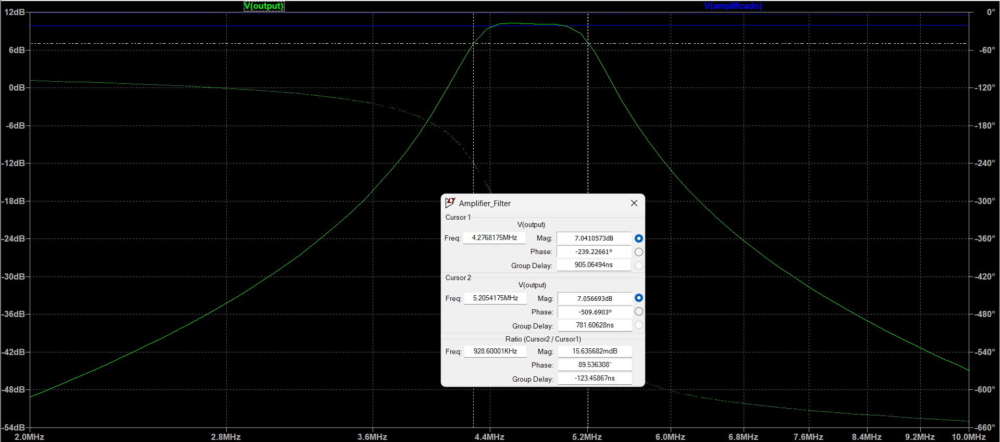 V(output) V(amplificado)
12dB 0°
6dB -60°
0dB -120°
-6dB -180°
-12dB -240°
-18dB -300°
-24dB -360°
-30dB -420°
-36dB -480°
-42dB -540°
-48dB -600°
-54dB -660°
2.0MHz 2.8MHz 3.6MHz 4.4MHz 5.2MHz 6.0MHz 6.8MHz 7.6MHz 8.4MHz 9.2MHz 10.0MHz
Amplifier_Filter
Cursor 1
V(output)
Freq: 4.2768175MHz Mag: 7.0410573dB
Phase: -239.22661°
Group Delay: 905.06494ns
Cursor 2
V(output)
Freq: 5.2054175MHz Mag: 7.056693dB
Phase: -509.6903°
Group Delay: 781.60628ns
Ratio (Cursor2 / Cursor1)
Freq: 928.60001KHz Mag: 15.635682mdB
Phase: 89.536308°
Group Delay: -123.45867ns